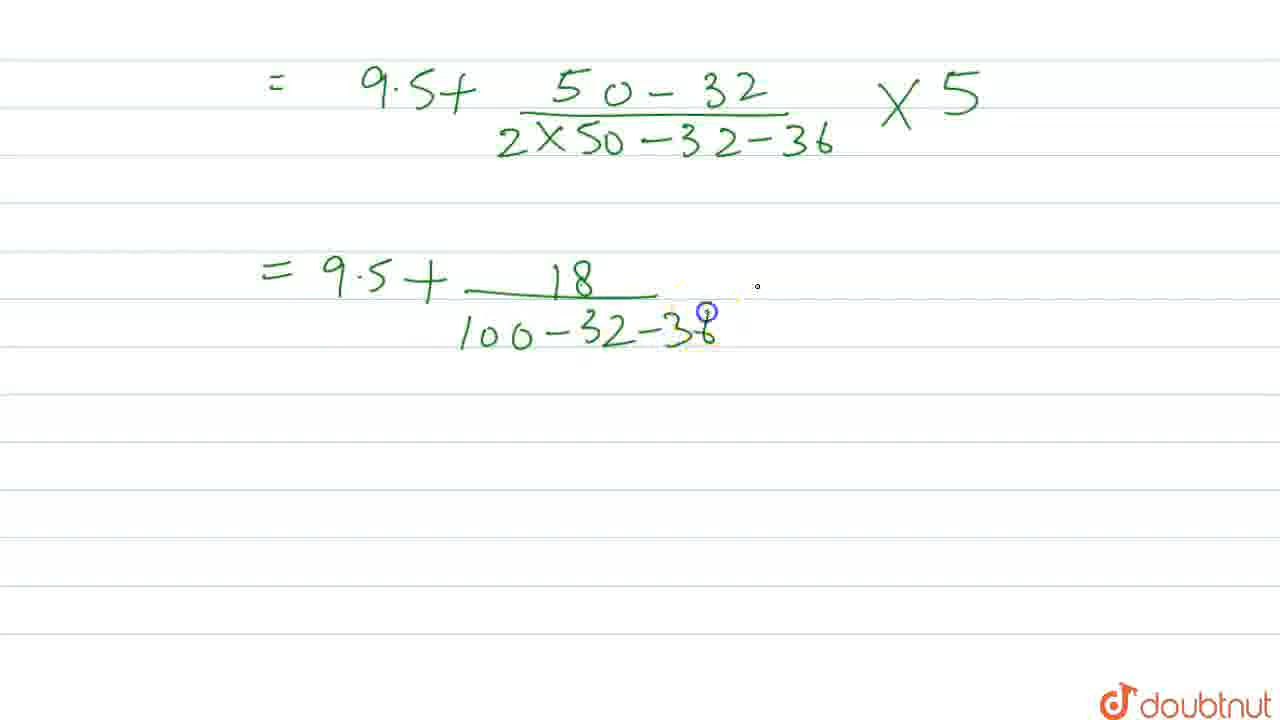 = 9.5+ 50-32 / 2×50-32-36 × 5
= 9.5+ 18 / 100-32-36
doubtnut